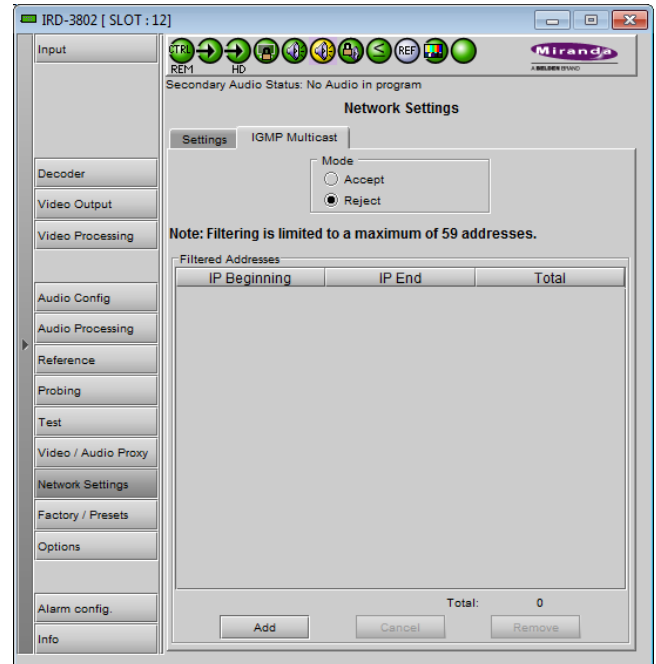 IRD-3802 [ SLOT : 12]
Input
CTRL
REF
REM
HD
Miranda
A BELDEN BRAND
Secondary Audio Status: No Audio in program
Network Settings
Settings
IGMP Multicast
Mode
Accept
Reject
Note: Filtering is limited to a maximum of 59 addresses.
Filtered Addresses
IP Beginning
IP End
Total
Decoder
Video Output
Video Processing
Audio Config
Audio Processing
Reference
Probing
Test
Video / Audio Proxy
Network Settings
Factory / Presets
Options
Alarm config.
Info
Total:
0
Add
Cancel
Remove